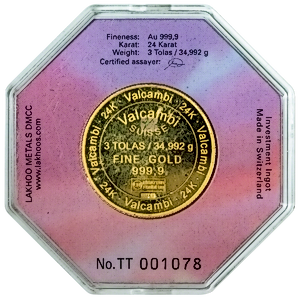 Fineness: Au 999,9
Karat: 24 Karat
Weight: 3 Tolas / 34,992 g
Certified assayer:
LAKHOO METALS DMCC
www.lakhoos.com
Valcambi · 24K · Valcambi · 24K · Valcambi · 24K · Valcambi · 24K
Valcambi
SUISSE
3 TOLAS / 34.992 g
FINE GOLD
999.9
Investment Ingot
Made in Switzerland
No.TT 001078